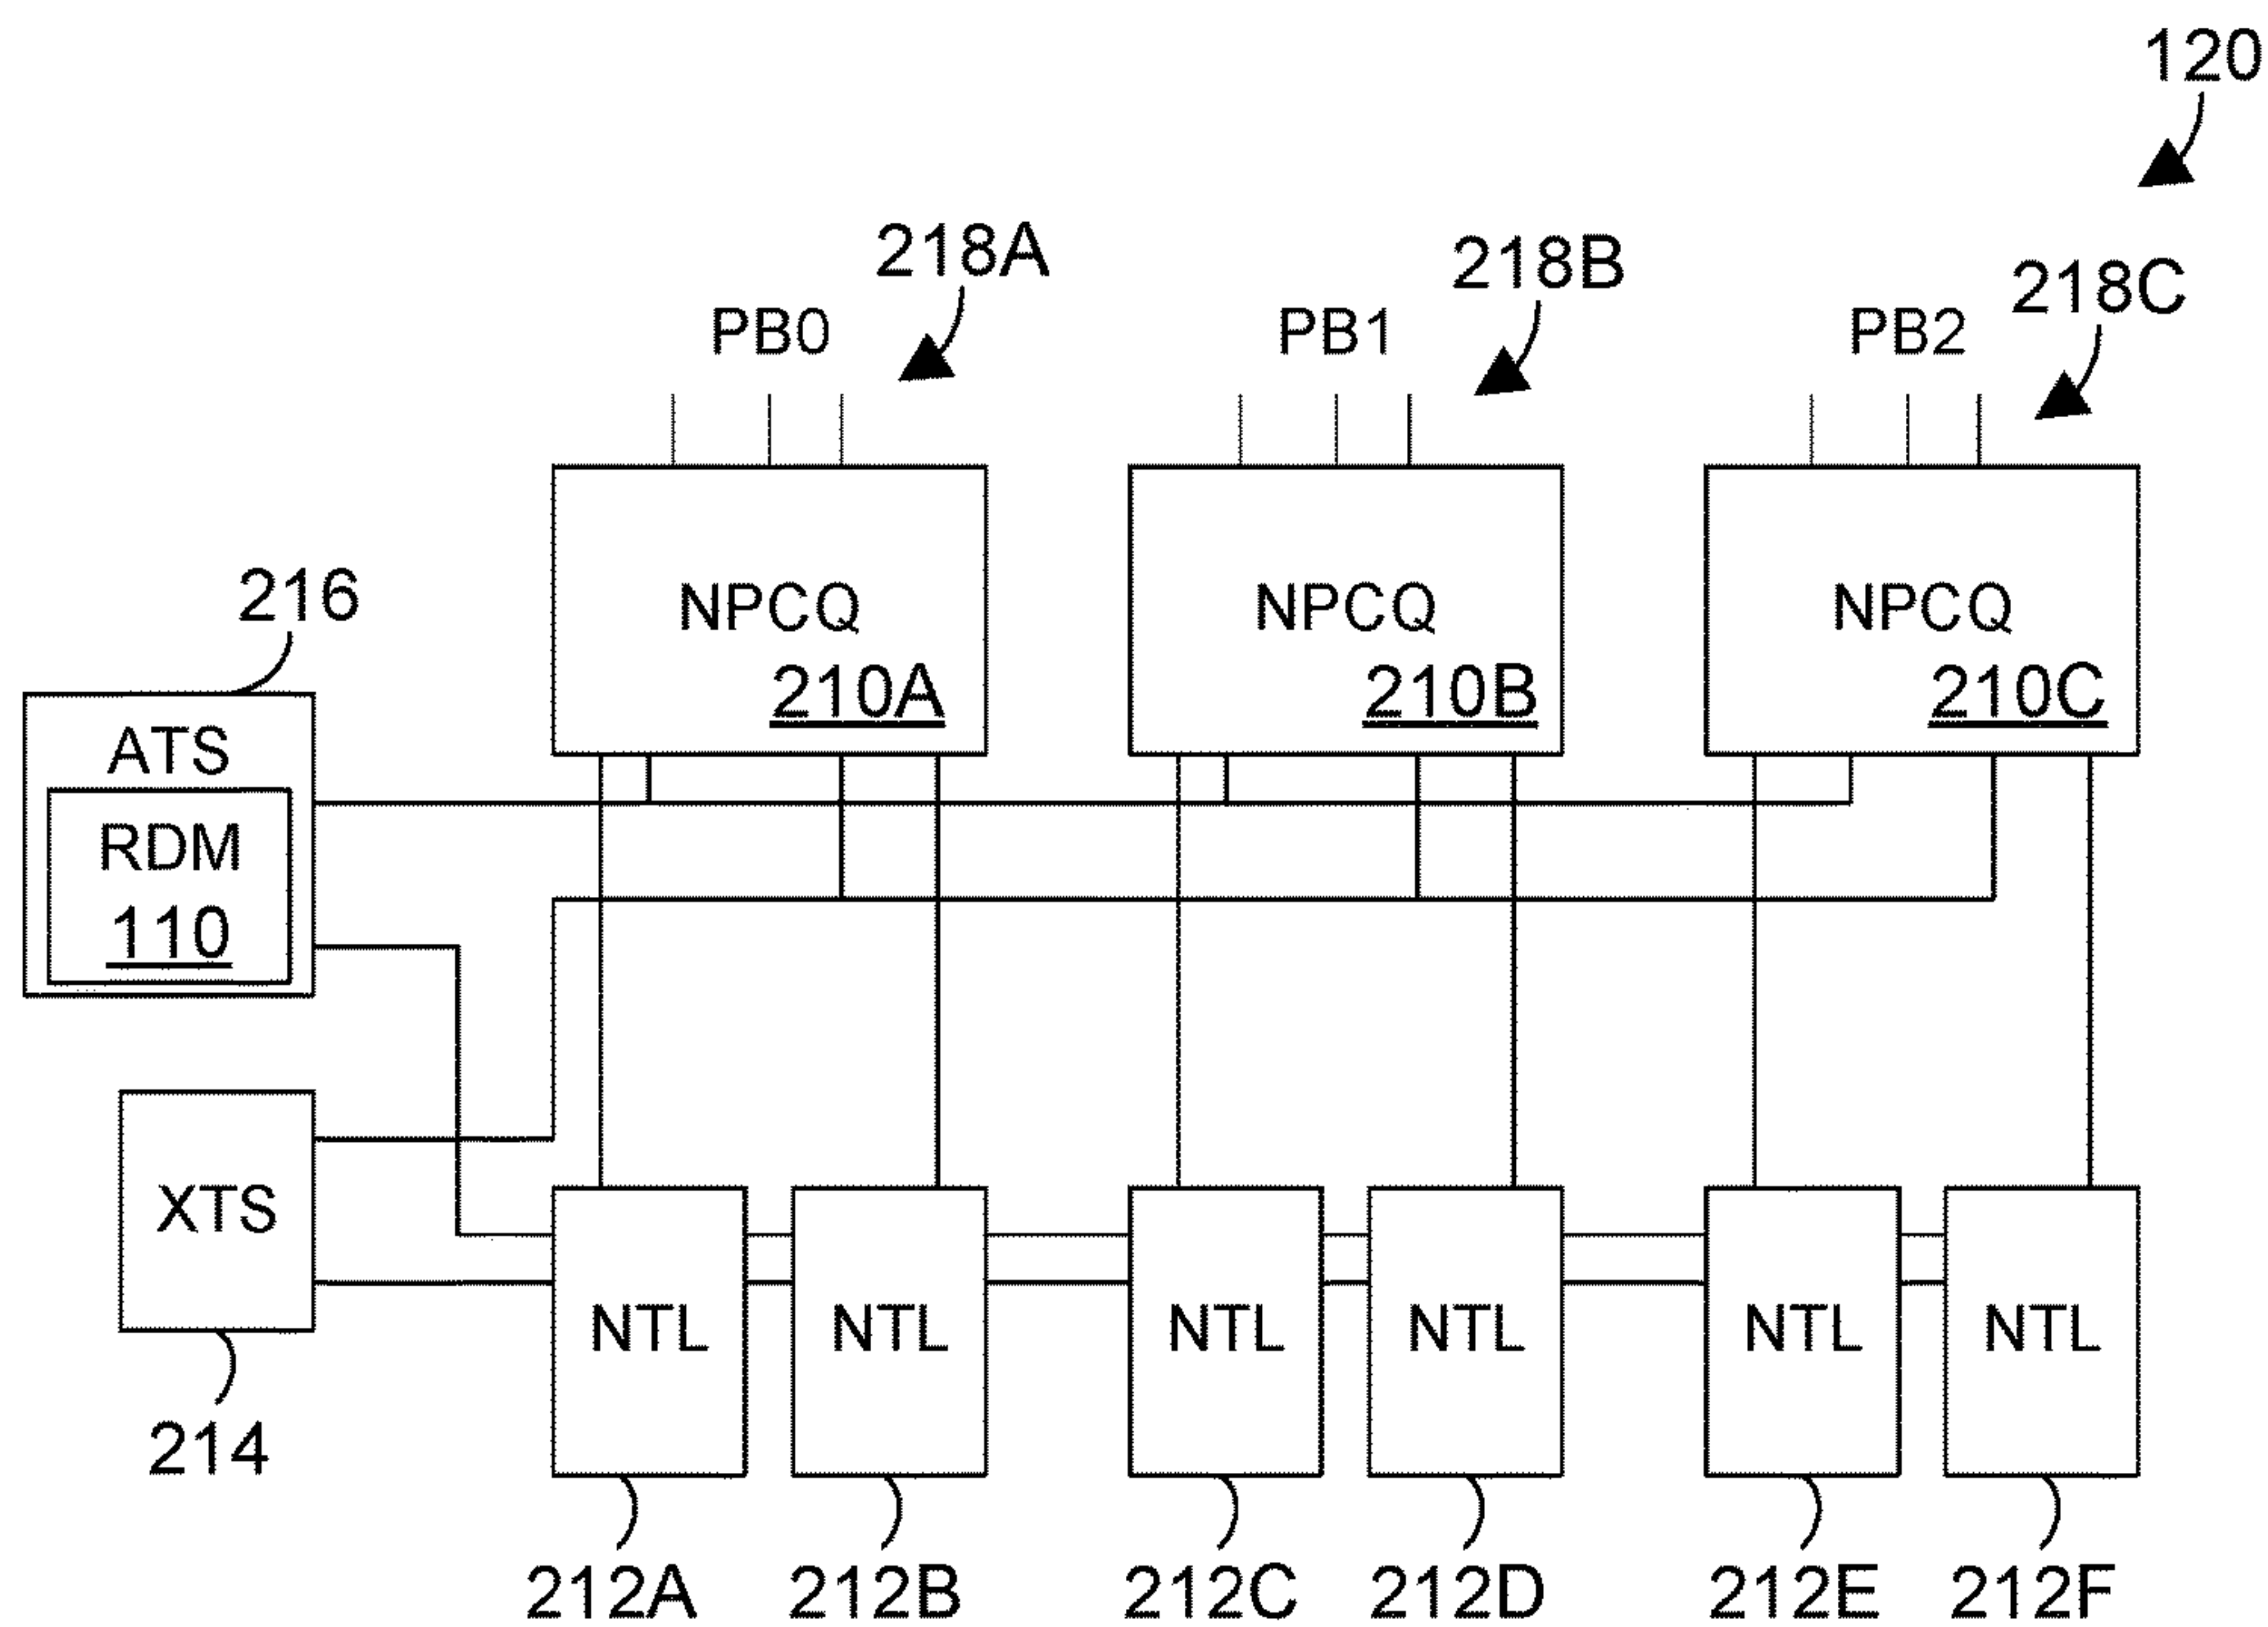 120
218A
218B
218C
PB0
PB1
PB2
NPCQ
210A
NPCQ
210B
NPCQ
210C
216
ATS
RDM
110
XTS
214
NTL
NTL
NTL
NTL
NTL
NTL
212A
212B
212C
212D
212E
212F